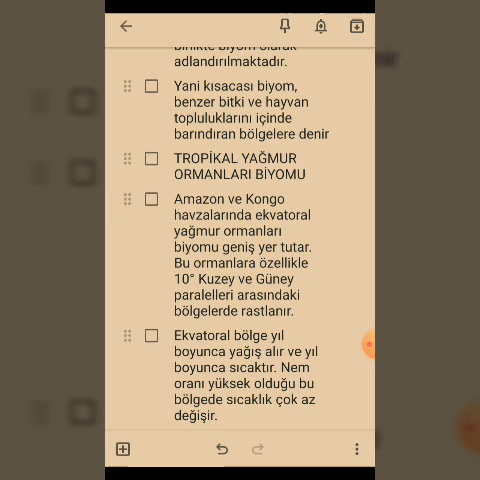 birlikte biyom olarak
adlandırılmaktadır.
Yani kısacası biyom,
benzer bitki ve hayvan
topluluklarını içinde
barındıran bölgelere denir
TROPİKAL YAĞMUR
ORMANLARI BİYOMU
Amazon ve Kongo
havzalarında ekvatoral
yağmur ormanları
biyomu geniş yer tutar.
Bu ormanlara özellikle
10° Kuzey ve Güney
paralelleri arasındaki
bölgelerde rastlanır.
Ekvatoral bölge yıl
boyunca yağış alır ve yıl
boyunca sıcaktır. Nem
oranı yüksek olduğu bu
bölgede sıcaklık çok az
değişir.